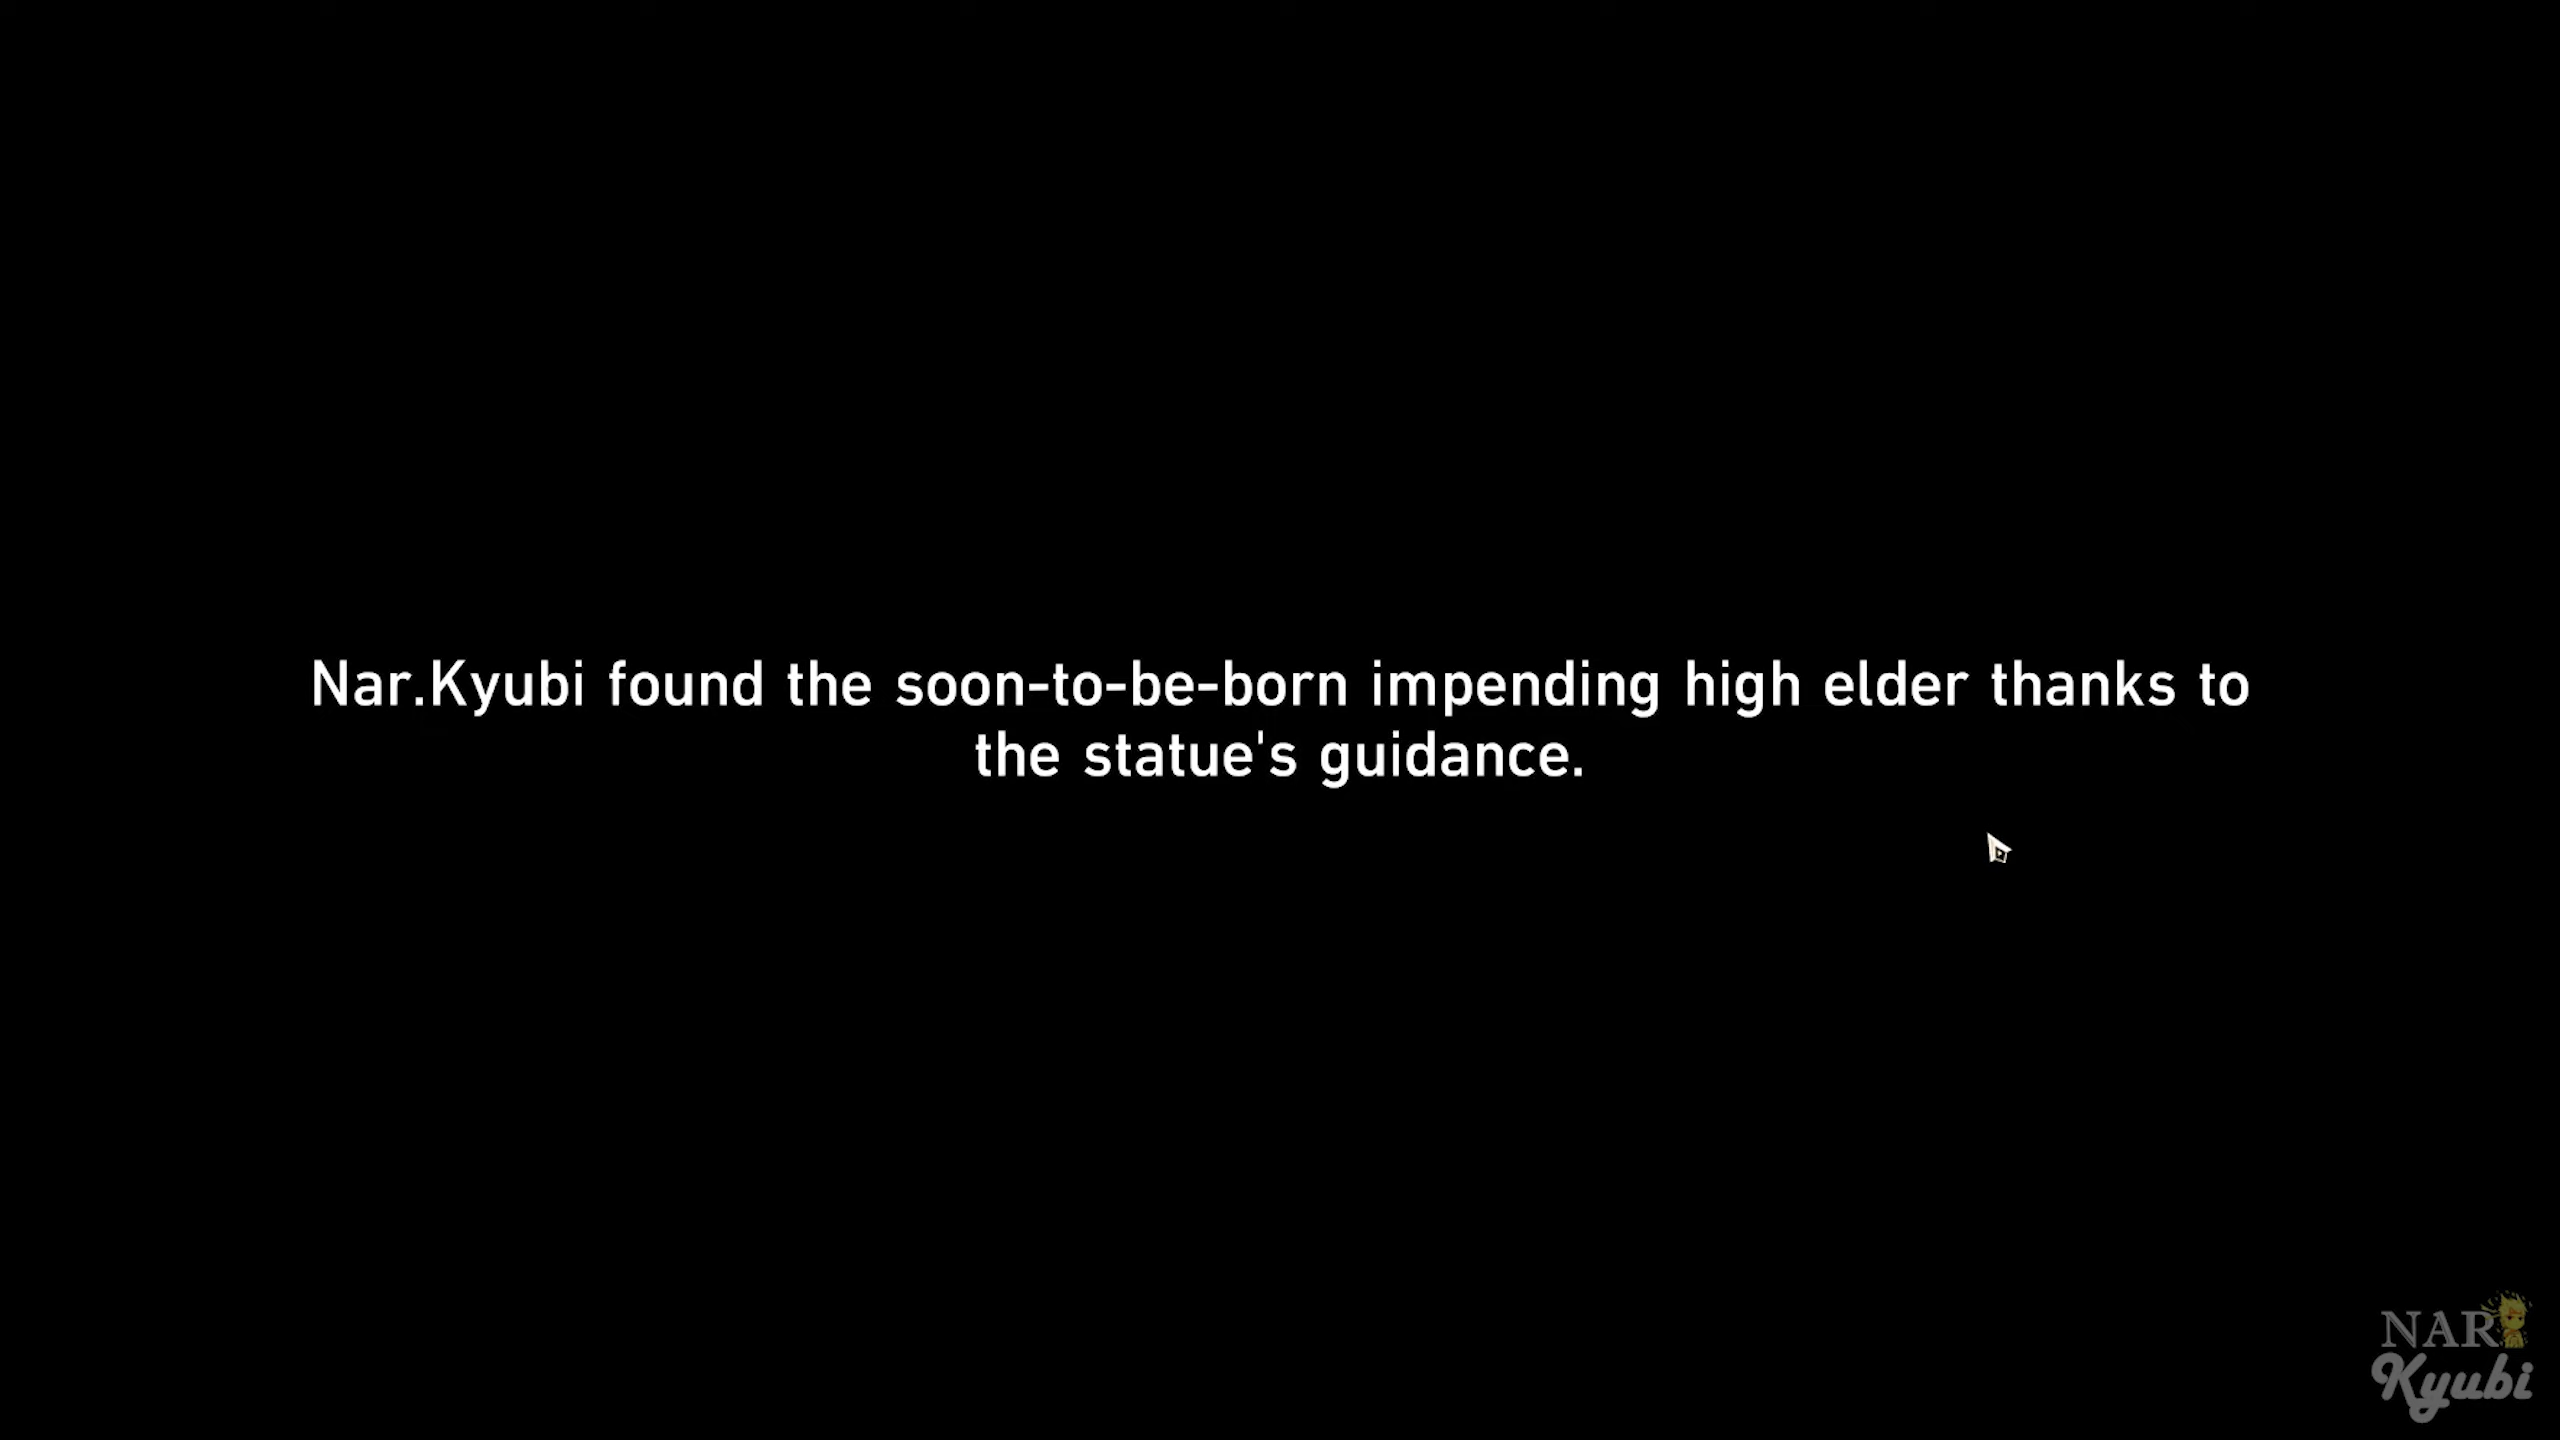 Nar.Kyubi found the soon-to-be-born impending high elder thanks to
the statue's guidance.
NAR
Kyubi